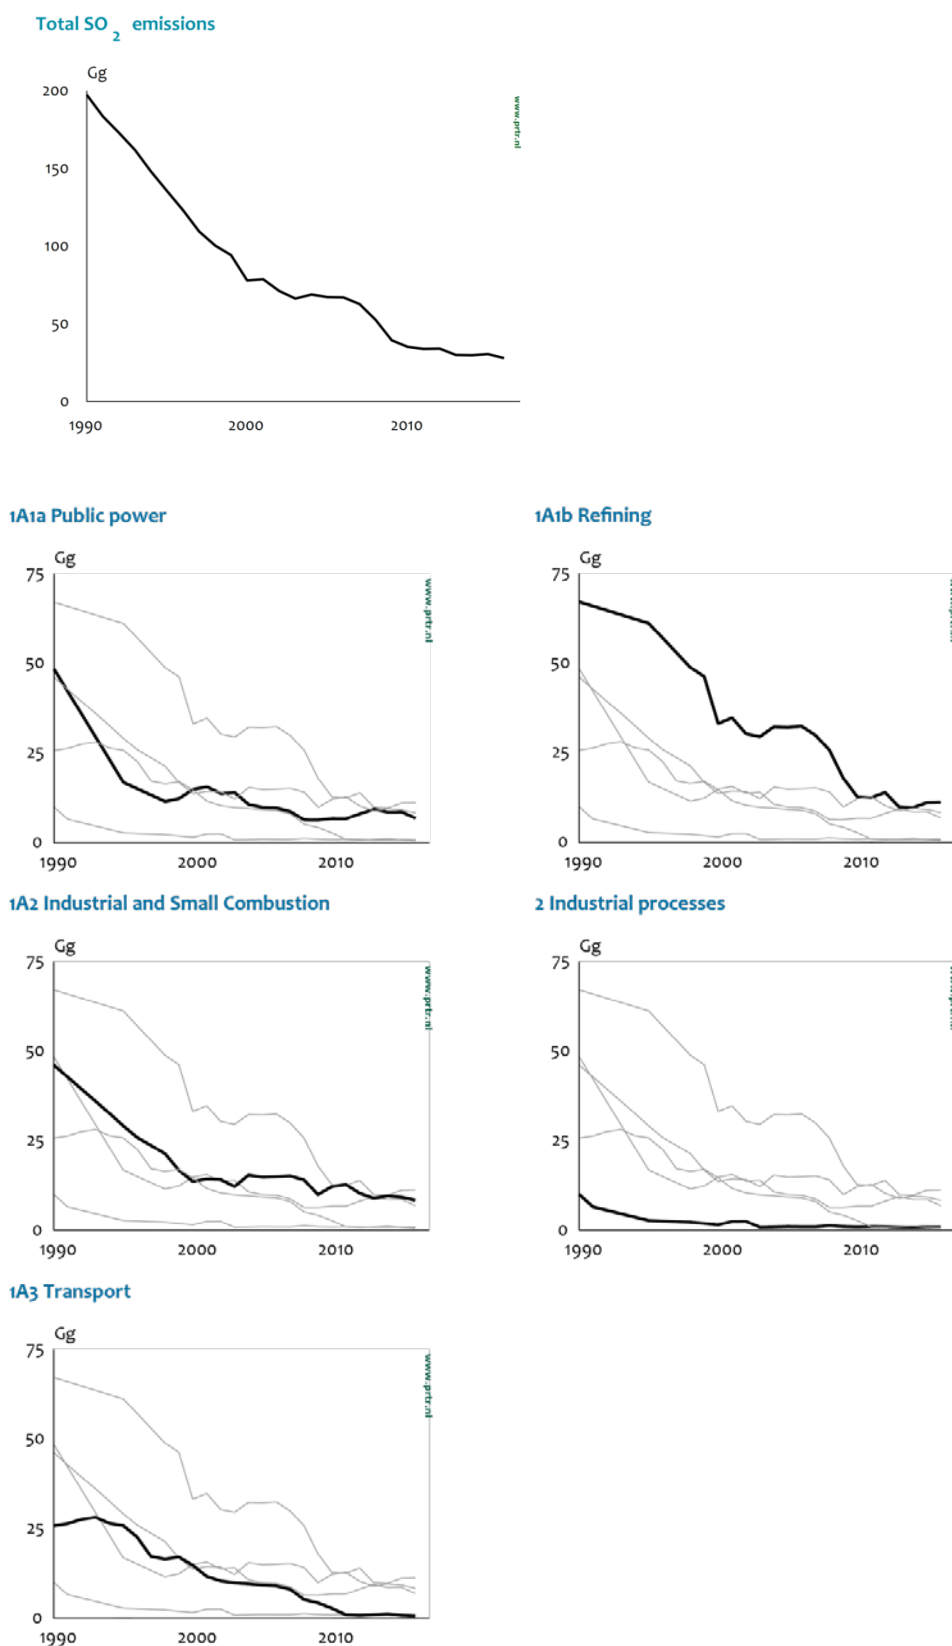 Total SO 2 emissions
Gg
200
150
100
50
0
1990 2000 2010
www.prtr.nl
1A1a Public power
Gg
75
50
25
0
1990 2000 2010
www.prtr.nl
1A1b Refining
Gg
75
50
25
0
1990 2000 2010
1A2 Industrial and Small Combustion
Gg
75
50
25
0
1990 2000 2010
www.prtr.nl
2 Industrial processes
Gg
75
50
25
0
1990 2000 2010
1A3 Transport
Gg
75
50
25
0
1990 2000 2010
www.prtr.nl